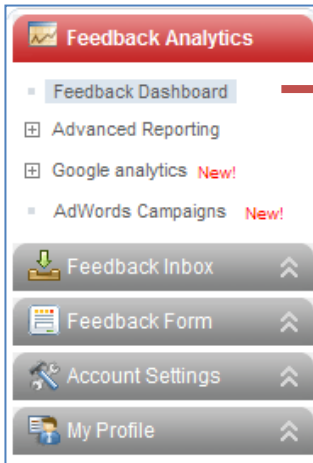 Feedback Analytics
Feedback Dashboard
Advanced Reporting
Google analytics New!
AdWords Campaigns New!
Feedback Inbox
Feedback Form
Account Settings
My Profile